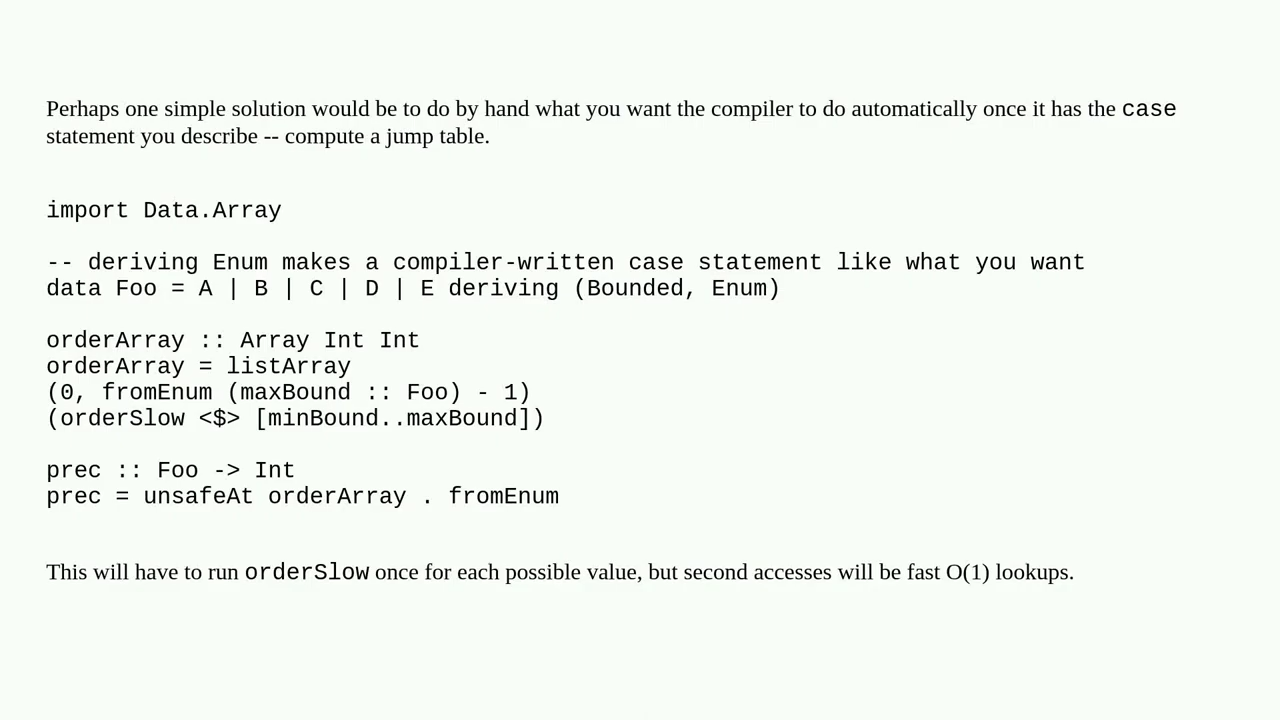 Perhaps one simple solution would be to do by hand what you want the compiler to do automatically once it has the case
statement you describe -- compute a jump table.
import Data.Array
-- deriving Enum makes a compiler-written case statement like what you want
data Foo = A | B | C | D | E deriving (Bounded, Enum)
orderArray :: Array Int Int
orderArray = listArray
(0, fromEnum (maxBound :: Foo) - 1)
(orderSlow <$> [minBound..maxBound])
prec :: Foo -> Int
prec = unsafeAt orderArray . fromEnum
This will have to run orderSlow once for each possible value, but second accesses will be fast O(1) lookups.